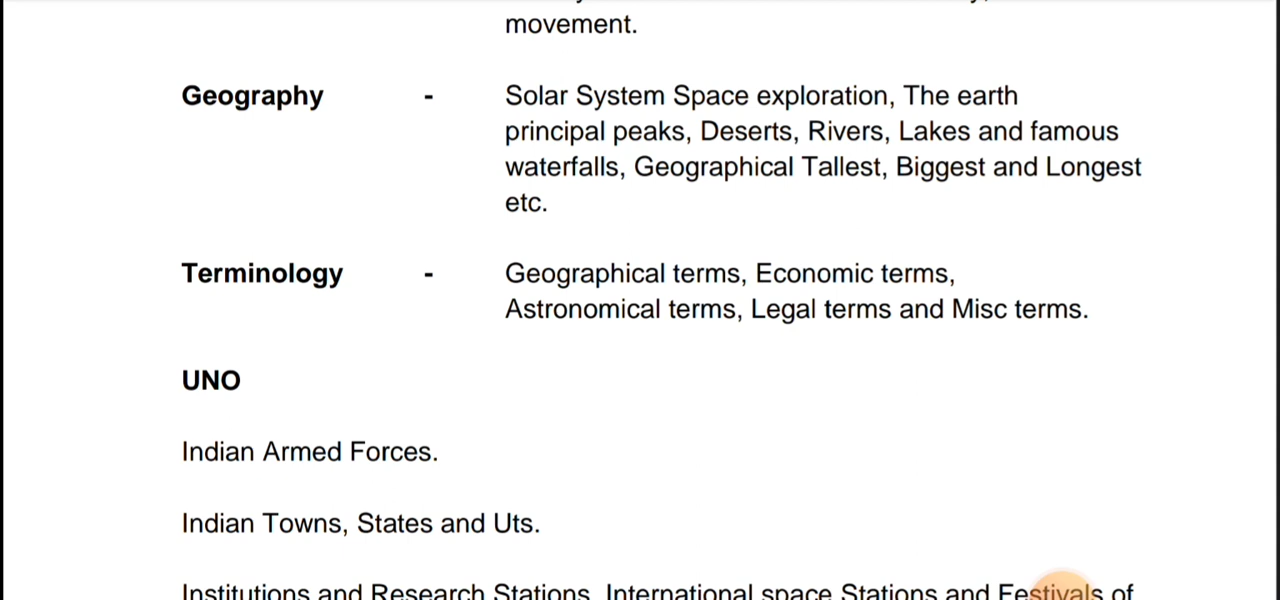 movement.
Geography - Solar System Space exploration, The earth
principal peaks, Deserts, Rivers, Lakes and famous
waterfalls, Geographical Tallest, Biggest and Longest
etc.
Terminology - Geographical terms, Economic terms,
Astronomical terms, Legal terms and Misc terms.
UNO
Indian Armed Forces.
Indian Towns, States and Uts.
Institutions and Research Stations, International space Stations and Festivals of